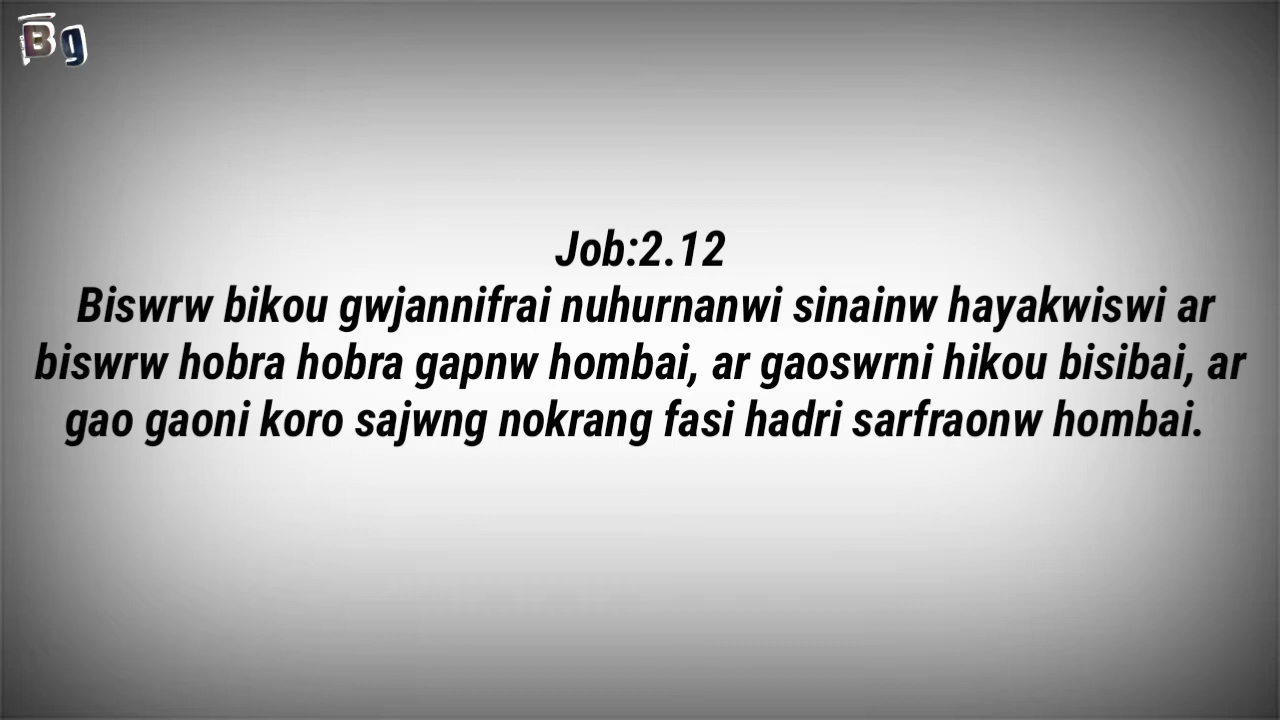 Bg
Job:2.12
Biswrw bikou gwjannifrai nuhurnanwi sinainw hayakwiswi ar
biswrw hobra hobra gapnw hombai, ar gaoswrni hikou bisibai, ar
gao gaoni koro sajwng nokrang fasi hadri sarfraonw hombai.